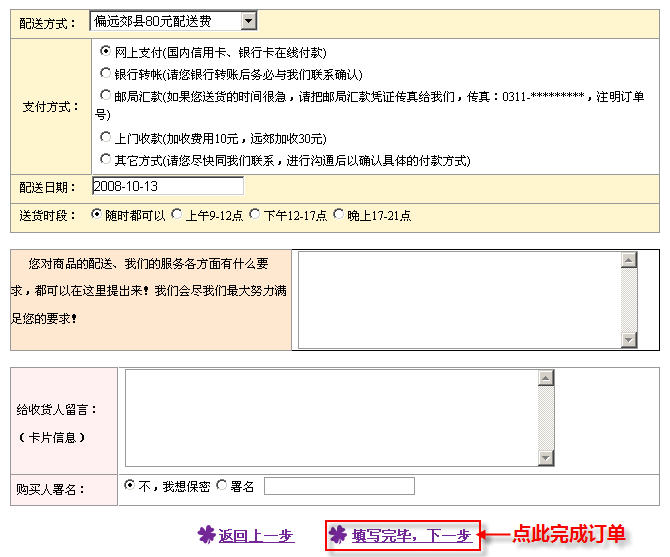 配送方式： 偏远郊县80元配送费
支付方式：
网上支付(国内信用卡、银行卡在线付款)
银行转帐(请您银行转账后务必与我们联系确认)
邮局汇款(如果您送货的时间很急，请把邮局汇款凭证传真给我们，传真：0311-*********，注明订单
号)
上门收款(加收费用10元，远郊加收30元)
其它方式(请您尽快同我们联系，进行沟通后以确认具体的付款方式)
配送日期： 2008-10-13
送货时段： 随时都可以 上午9-12点 下午12-17点 晚上17-21点
您对商品的配送、我们的服务各方面有什么要
求，都可以在这里提出来！我们会尽我们最大努力满
足您的要求！
给收货人留言：
（卡片信息）
购买人署名： 不，我想保密 署名
返回上一步 填写完毕，下一步 点此完成订单